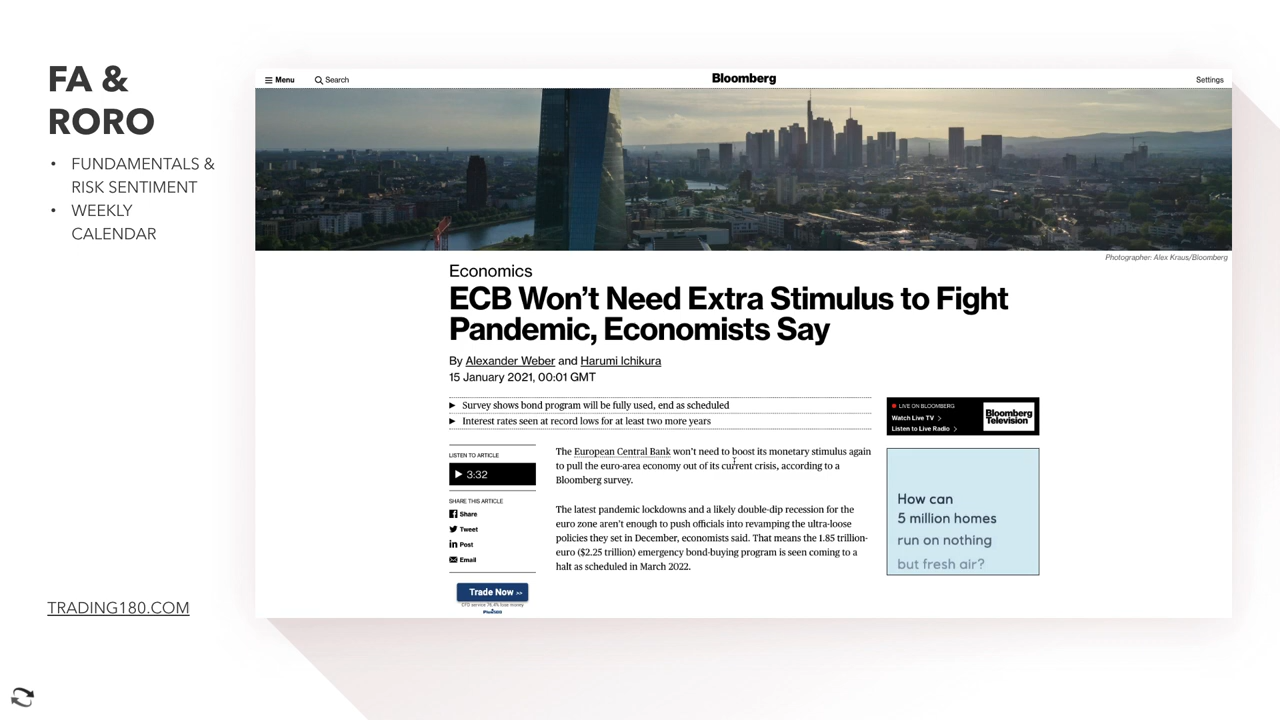 FA &
RORO
• FUNDAMENTALS &
RISK SENTIMENT
• WEEKLY
CALENDAR
TRADING180.COM
Menu
Search
Bloomberg
Settings
Photographer: Alex Kraus/Bloomberg
Economics
ECB Won't Need Extra Stimulus to Fight
Pandemic, Economists Say
By Alexander Weber and Harumi Ichikura
15 January 2021, 00:01 GMT
Survey shows bond program will be fully used, end as scheduled
Interest rates seen at record lows for at least two more years
LISTEN TO ARTICLE
3:32
SHARE THIS ARTICLE
Share
Tweet
Post
Email
Trade Now >>
CFD service 76.4% lose money
Plus500
The European Central Bank won't need to boost its monetary stimulus again
to pull the euro-area economy out of its current crisis, according to a
Bloomberg survey.
The latest pandemic lockdowns and a likely double-dip recession for the
euro zone aren't enough to push officials into revamping the ultra-loose
policies they set in December, economists said. That means the 1.85 trillion-
euro ($2.25 trillion) emergency bond-buying program is seen coming to a
halt as scheduled in March 2022.
LIVE ON BLOOMBERG
Watch Live TV >
Listen to Live Radio >
Bloomberg
Television
How can
5 million homes
run on nothing
but fresh air?